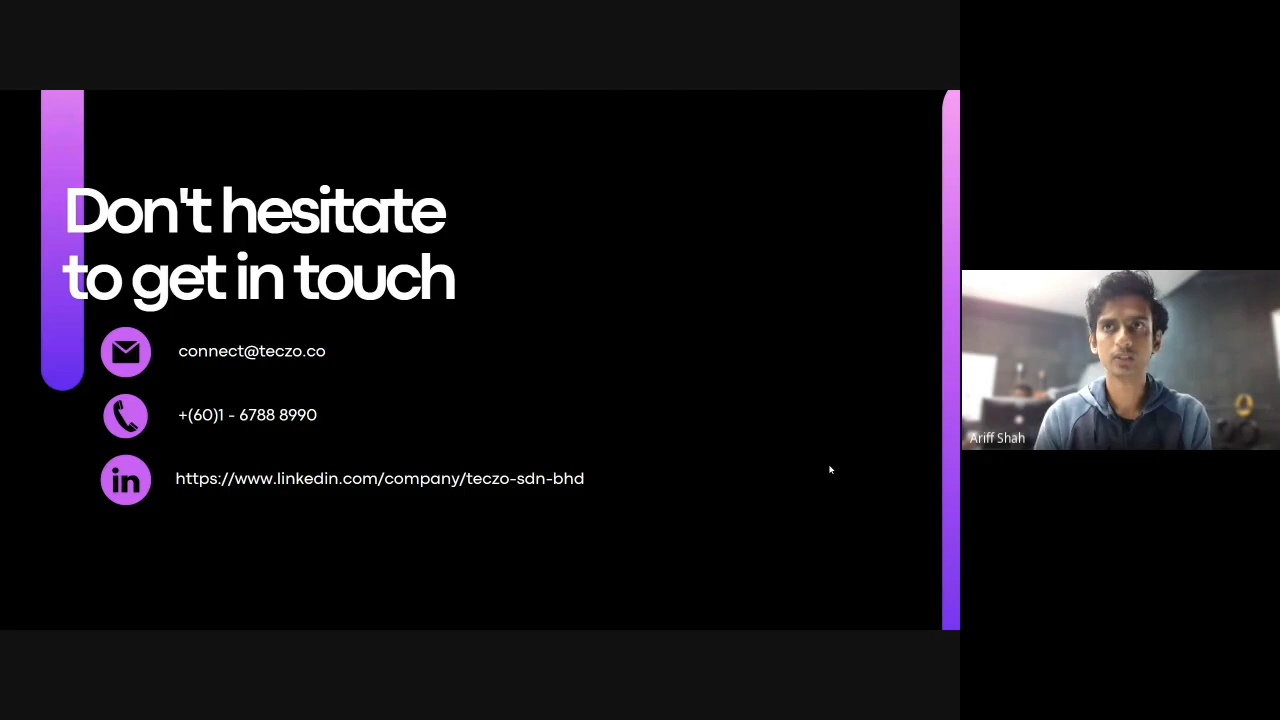 Don't hesitate
to get in touch
connect@teczo.co
+(60)1 - 6788 8990
in
https://www.linkedin.com/company/teczo-sdn-bhd
Ariff Shah